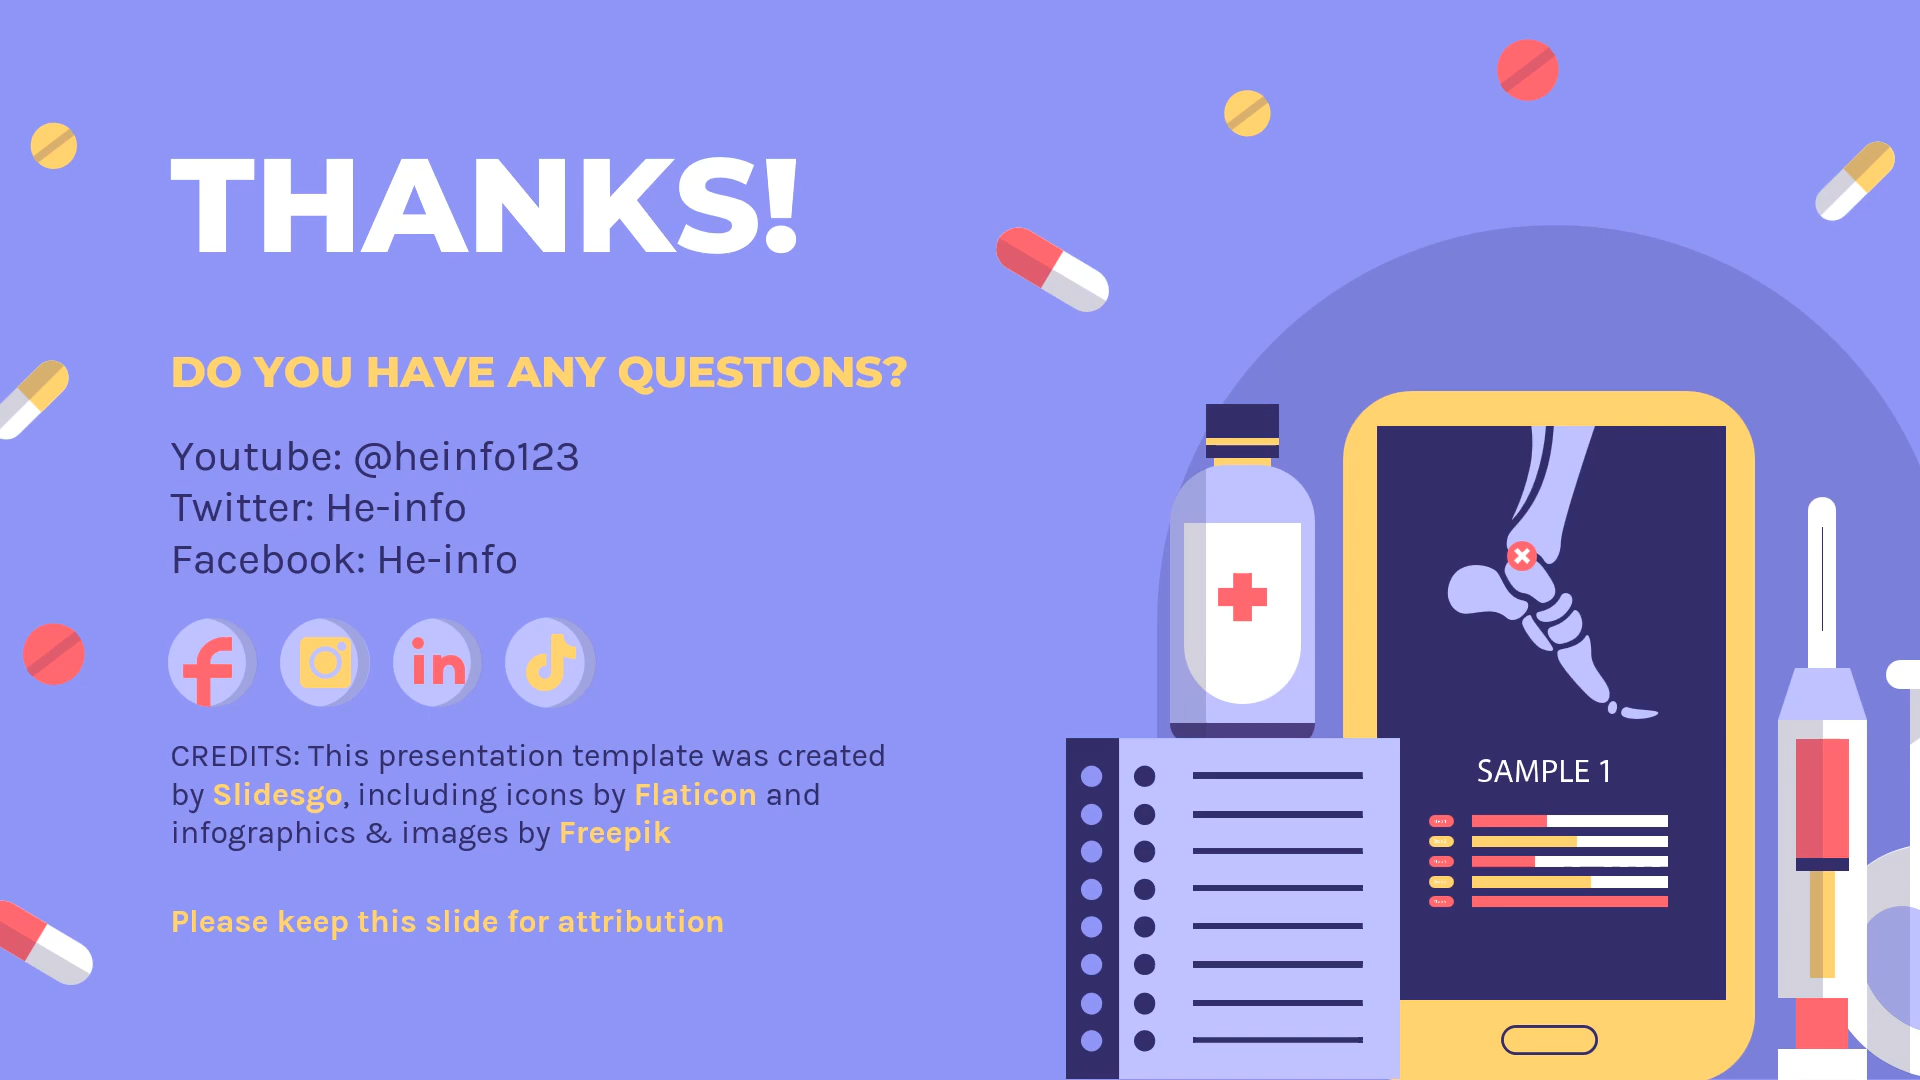 THANKS!
DO YOU HAVE ANY QUESTIONS?
Youtube: @heinfo123
Twitter: He-info
Facebook: He-info
in
CREDITS: This presentation template was created
by Slidesgo, including icons by Flaticon and
infographics & images by Freepik
Please keep this slide for attribution
SAMPLE 1